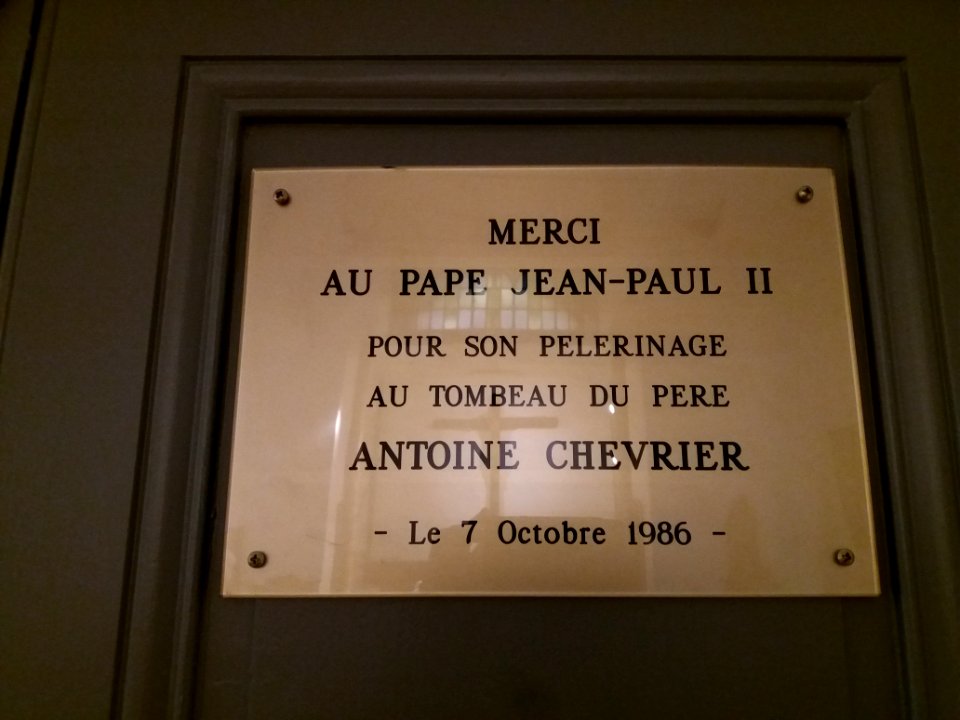 MERCI
AU PAPE JEAN-PAUL II
POUR SON PELERINAGE
AU TOMBEAU DU PERE
ANTOINE CHEVRIER
- Le 7 Octobre 1986 -